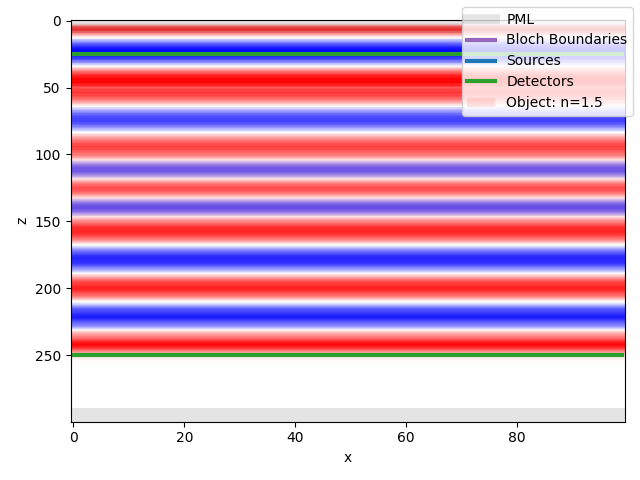 PML
Bloch Boundaries
Sources
Detectors
Object: n=1.5
0
50
100
150
200
250
z
0 20 40 60 80
x